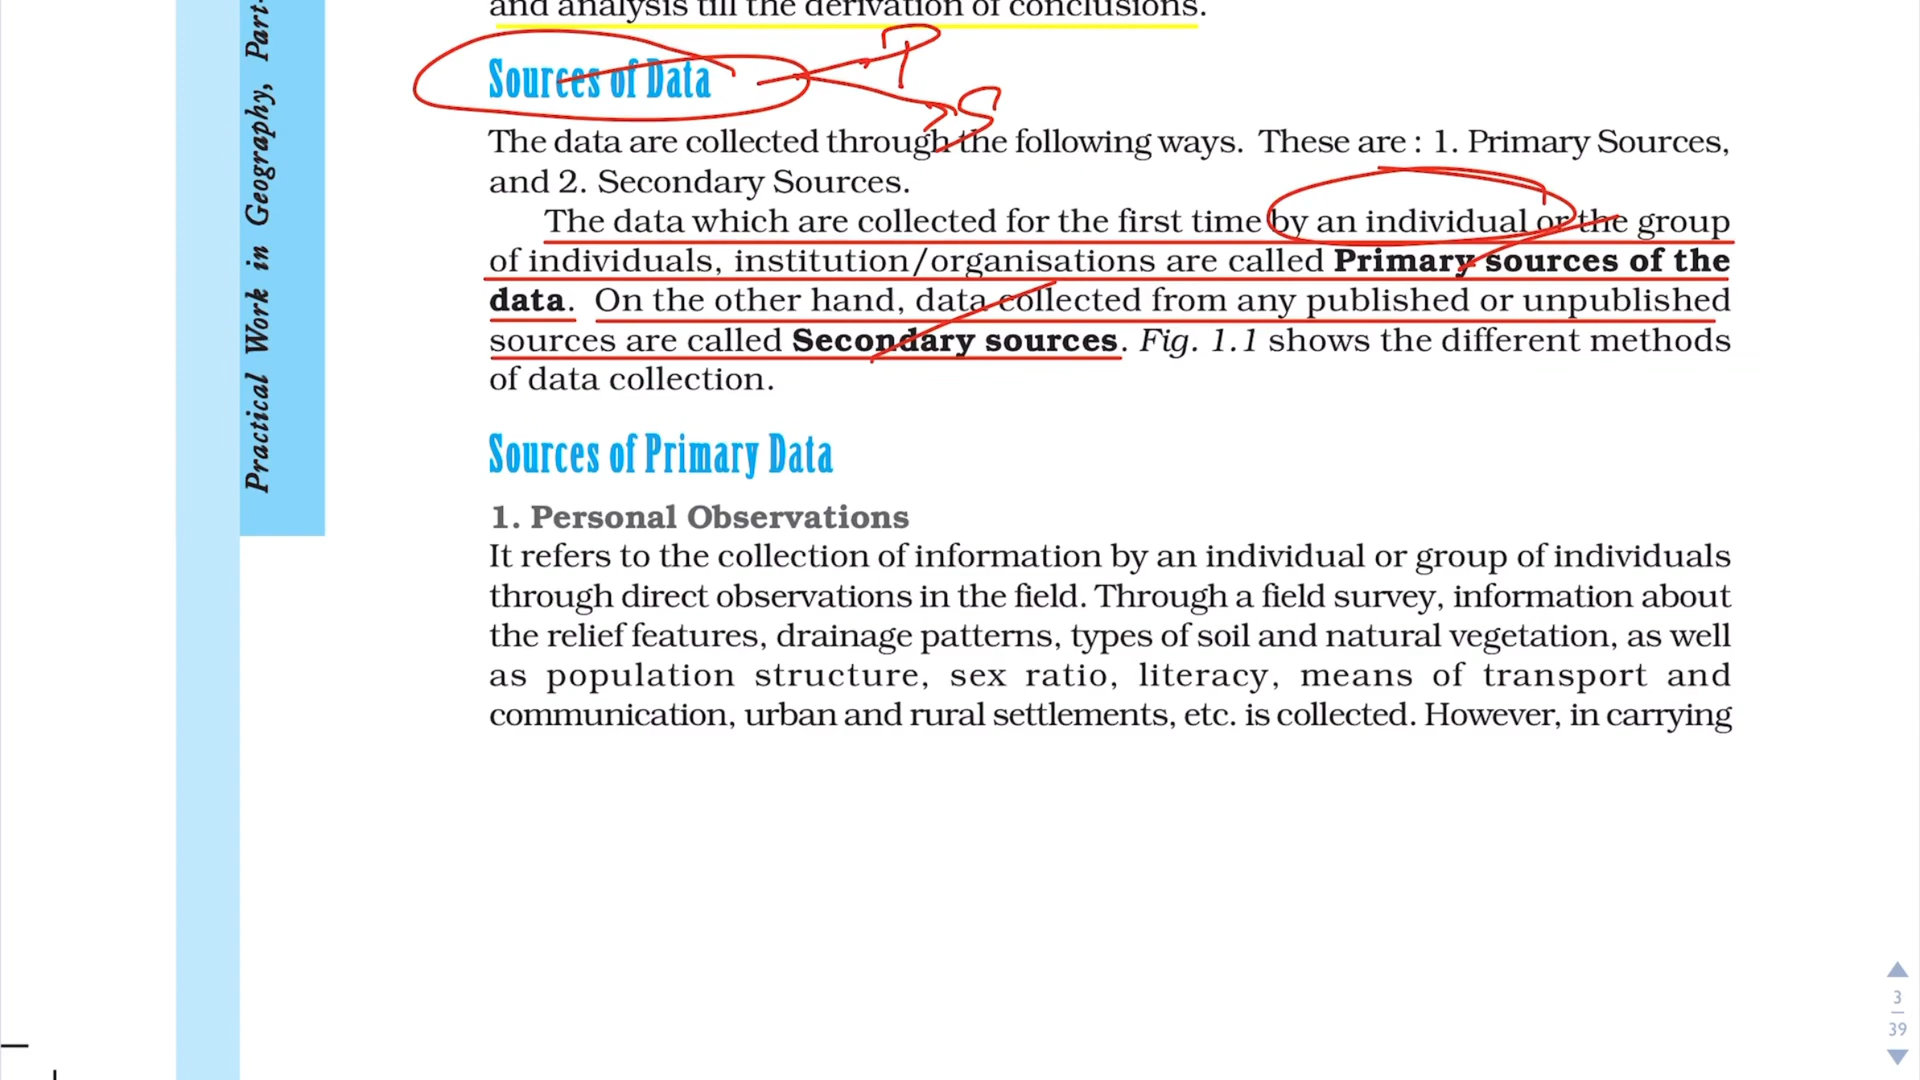 and analysis till the derivation of conclusions.
Sources of Data
P
S
The data are collected through the following ways. These are : 1. Primary Sources,
and 2. Secondary Sources.
The data which are collected for the first time by an individual or the group
of individuals, institution/organisations are called Primary sources of the
data. On the other hand, data collected from any published or unpublished
sources are called Secondary sources. Fig. 1.1 shows the different methods
of data collection.
Sources of Primary Data
1. Personal Observations
It refers to the collection of information by an individual or group of individuals
through direct observations in the field. Through a field survey, information about
the relief features, drainage patterns, types of soil and natural vegetation, as well
as population structure, sex ratio, literacy, means of transport and
communication, urban and rural settlements, etc. is collected. However, in carrying
Practical Work in Geography, Part-
3
39